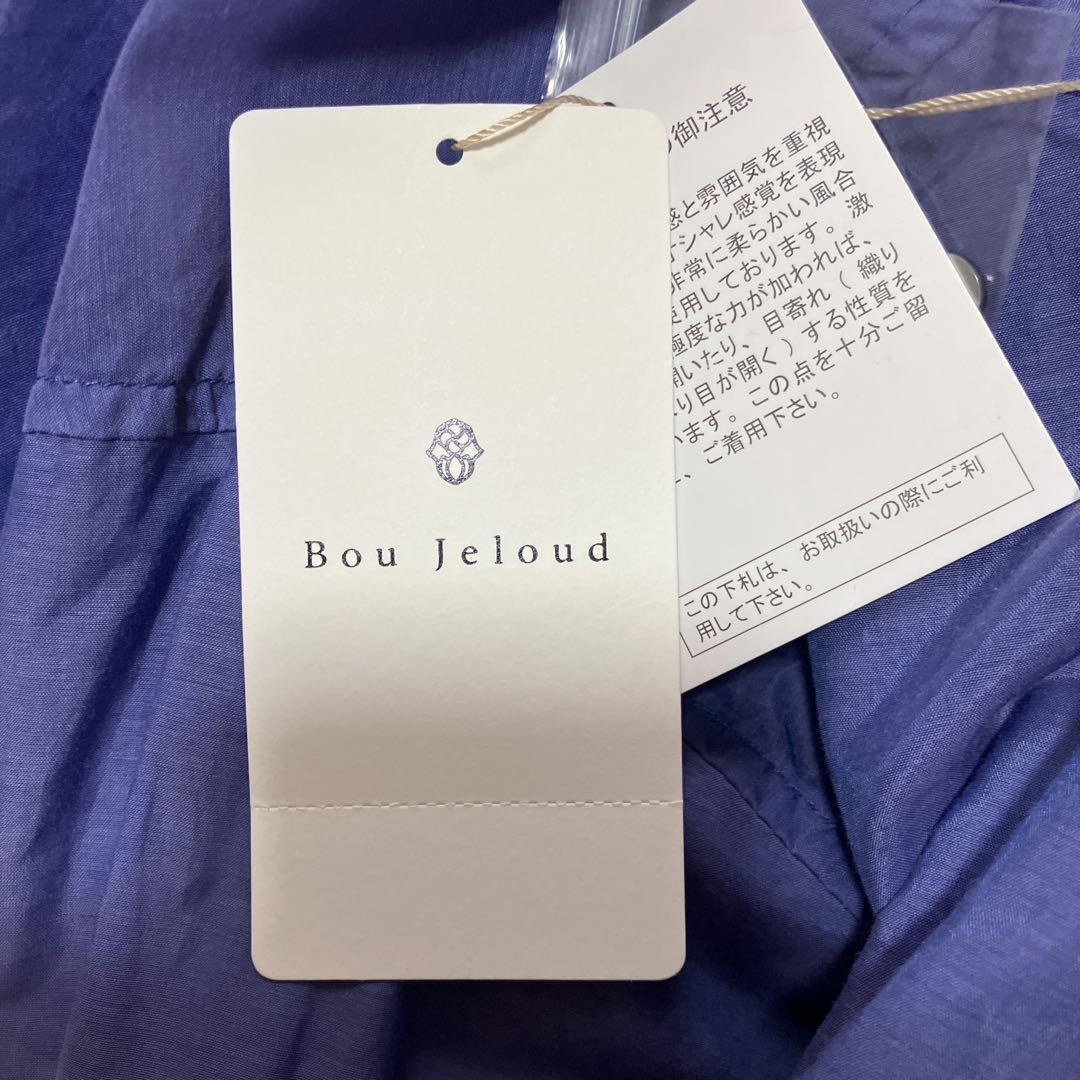 Bou Jeloud
御注意
感と雰囲気を重視
シャレ感覚を表現
非常に柔らかい風合
使用しております。激
極度な力が加われば、
開いたり、目寄れ（織り
り目が開く）する性質を
います。この点を十分ご留
、ご着用下さい。
この下札は、お取扱いの際にご利
用して下さい。